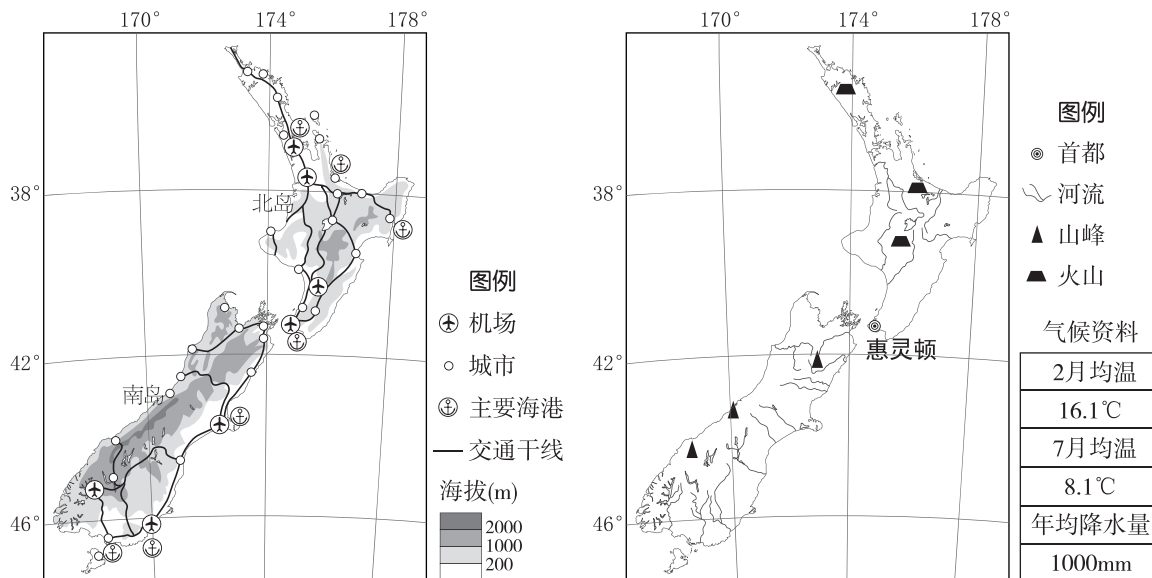 170° 174° 178°
38°
42°
46°
北岛
南岛
图例
机场
城市
主要海港
交通干线
海拔(m)
2000
1000
200
170° 174° 178°
38°
42°
46°
惠灵顿
图例
首都
河流
山峰
火山
气候资料
2月均温
16.1℃
7月均温
8.1℃
年均降水量
1000mm